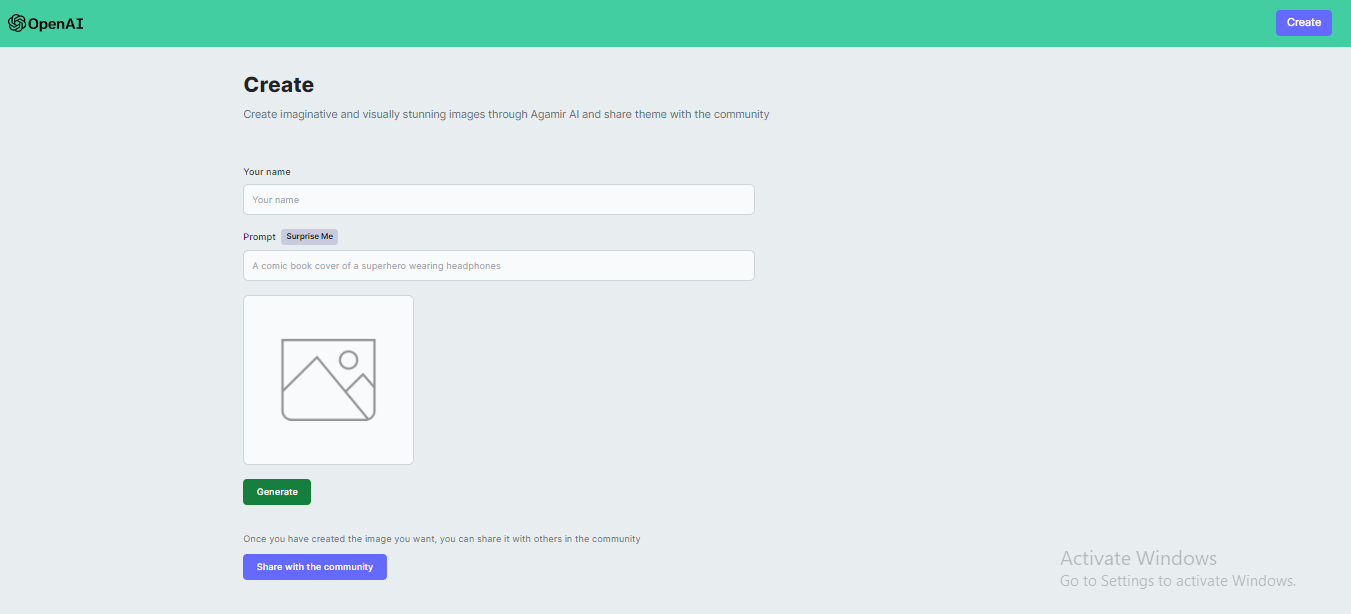 OpenAI
Create
Create
Create imaginative and visually stunning images through Agamir AI and share theme with the community
Your name
Your name
Prompt Surprise Me
A comic book cover of a superhero wearing headphones
Generate
Once you have created the image you want, you can share it with others in the community
Share with the community
Activate Windows
Go to Settings to activate Windows.